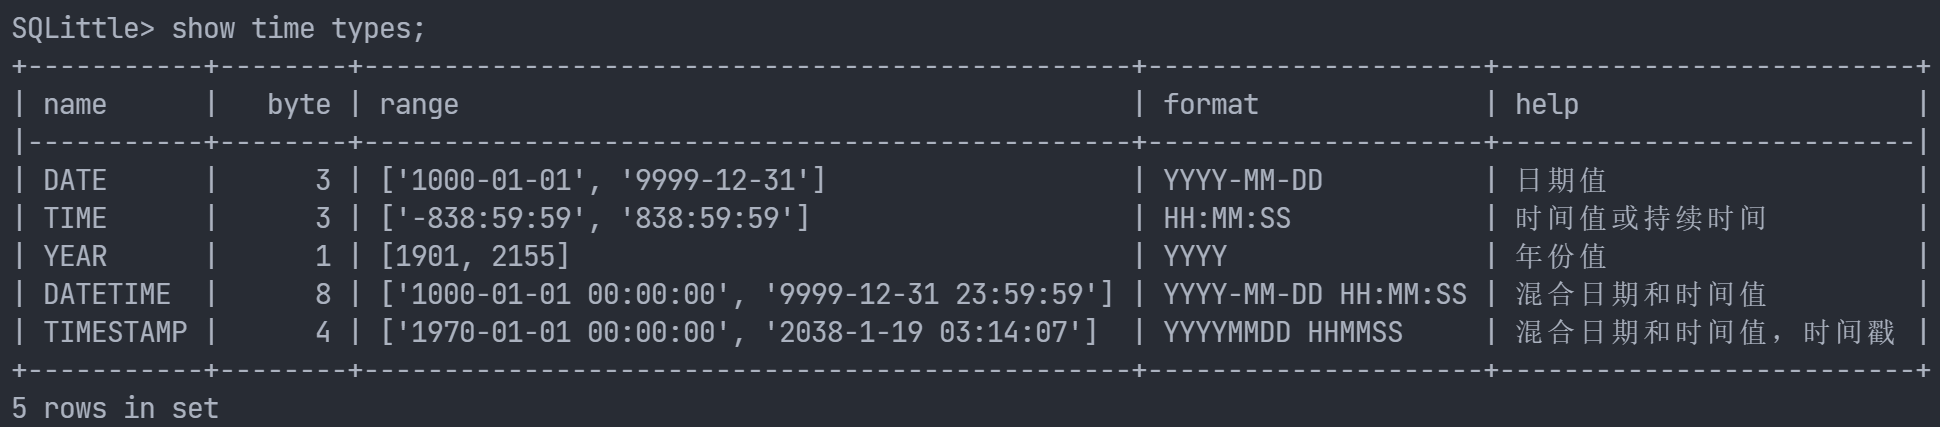 SQLittle> show time types;
+-----------+--------+------------------------------------------------+---------------------+--------------------------+
| name      |   byte | range                                          | format              | help                     |
|-----------+--------+------------------------------------------------+---------------------+--------------------------|
| DATE      |      3 | ['1000-01-01', '9999-12-31']                   | YYYY-MM-DD          | 日期值                   |
| TIME      |      3 | ['-838:59:59', '838:59:59']                    | HH:MM:SS            | 时间值或持续时间         |
| YEAR      |      1 | [1901, 2155]                                   | YYYY                | 年份值                   |
| DATETIME  |      8 | ['1000-01-01 00:00:00', '9999-12-31 23:59:59'] | YYYY-MM-DD HH:MM:SS | 混合日期和时间值         |
| TIMESTAMP |      4 | ['1970-01-01 00:00:00', '2038-1-19 03:14:07']  | YYYYMMDD HHMMSS     | 混合日期和时间值，时间戳 |
+-----------+--------+------------------------------------------------+---------------------+--------------------------+
5 rows in set